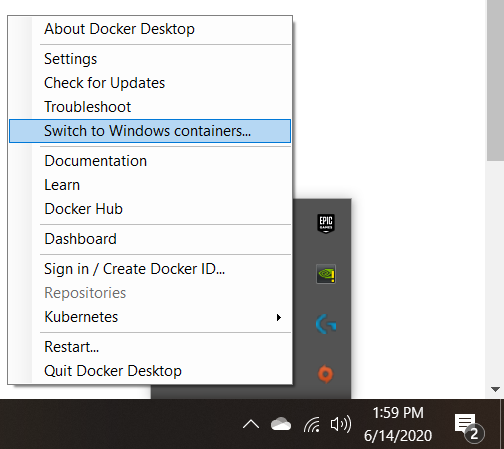 About Docker Desktop
Settings
Check for Updates
Troubleshoot
Switch to Windows containers...
Documentation
Learn
Docker Hub
Dashboard
Sign in / Create Docker ID...
Repositories
Kubernetes
Restart...
Quit Docker Desktop
EPIC
GAMES
1:59 PM
6/14/2020
2